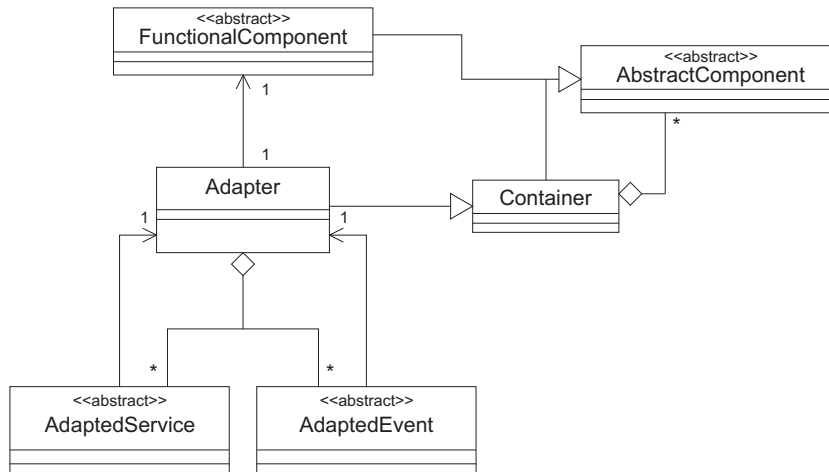 <<abstract>>
FunctionalComponent
<<abstract>>
AbstractComponent
1
*
1
Adapter
Container
1
1
*
*
<<abstract>>
AdaptedService
<<abstract>>
AdaptedEvent